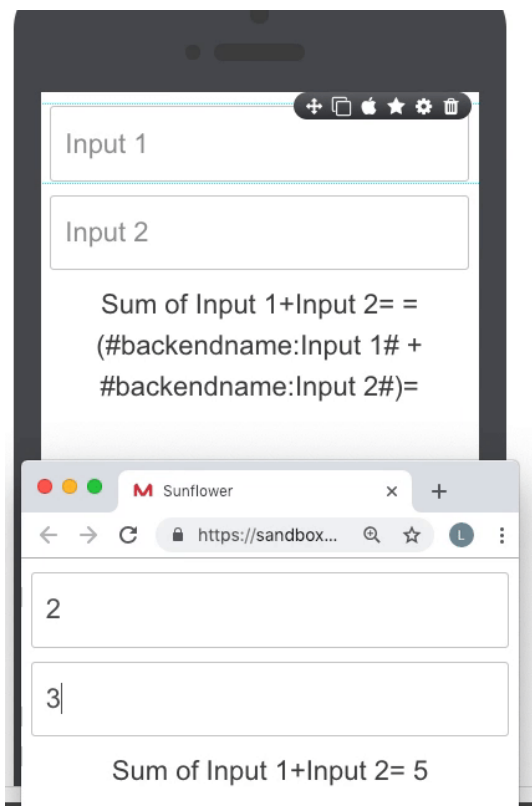 Input 1
Input 2
Sum of Input 1+Input 2= =
(#backendname:Input 1# +
#backendname:Input 2#)=
Sunflower
https://sandbox...
L
2
3
Sum of Input 1+Input 2= 5